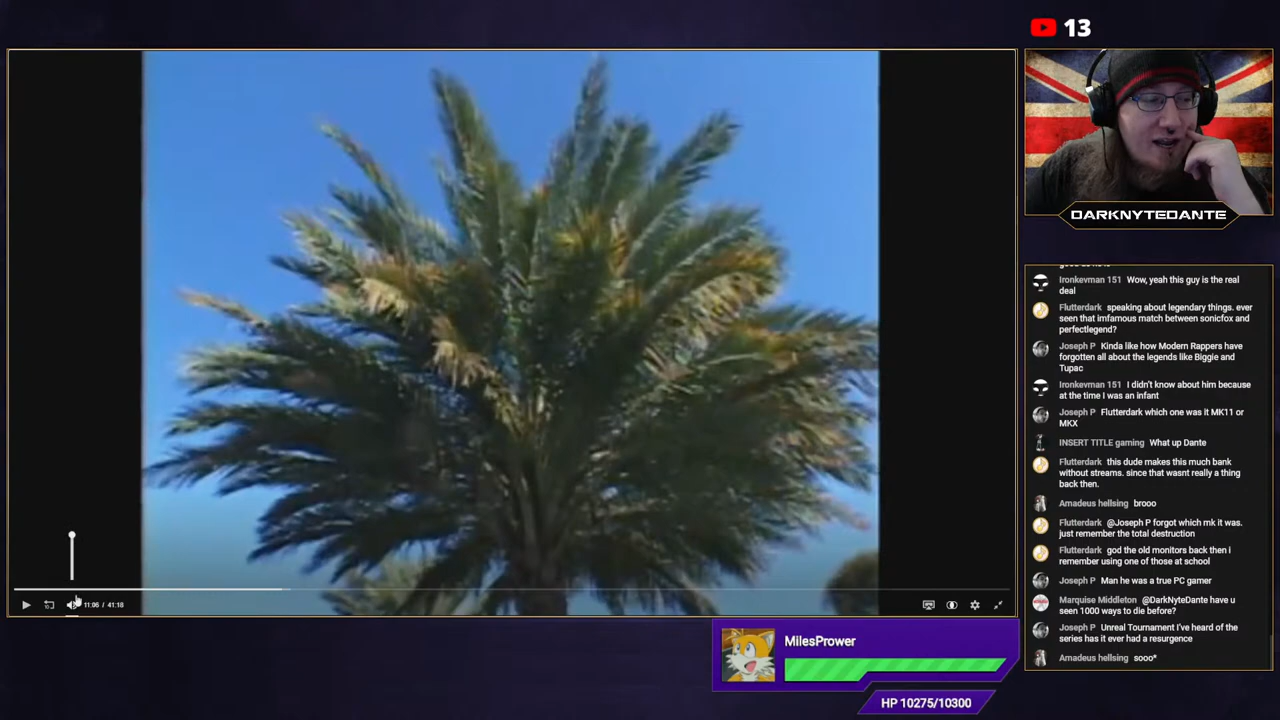 13
DARKNYTEDANTE
Ironkevman 151 Wow, yeah this guy is the real
deal
Flutterdark speaking about legendary things. ever
seen that imfamous match between sonicfox and
perfectlegend?
Joseph P Kinda like how Modern Rappers have
forgotten all about the legends like Biggie and
Tupac
Ironkevman 151 I didn't know about him because
at the time I was an infant
Joseph P Flutterdark which one was it MK11 or
MKX
INSERT TITLE gaming What up Dante
Flutterdark this dude makes this much bank
without streams. since that wasnt really a thing
back then.
Amadeus hellsing brooo
Flutterdark @Joseph P forgot which mk it was.
just remember the total destruction
Flutterdark god the old monitors back then i
remember using one of those at school
Joseph P Man he was a true PC gamer
Marquise Middleton @DarkNyteDante have u
seen 1000 ways to die before?
Joseph P Unreal Tournament I've heard of the
series has it ever had a resurgence
Amadeus hellsing sooo*
11:06 / 41:18
MilesPrower
HP 10275/10300